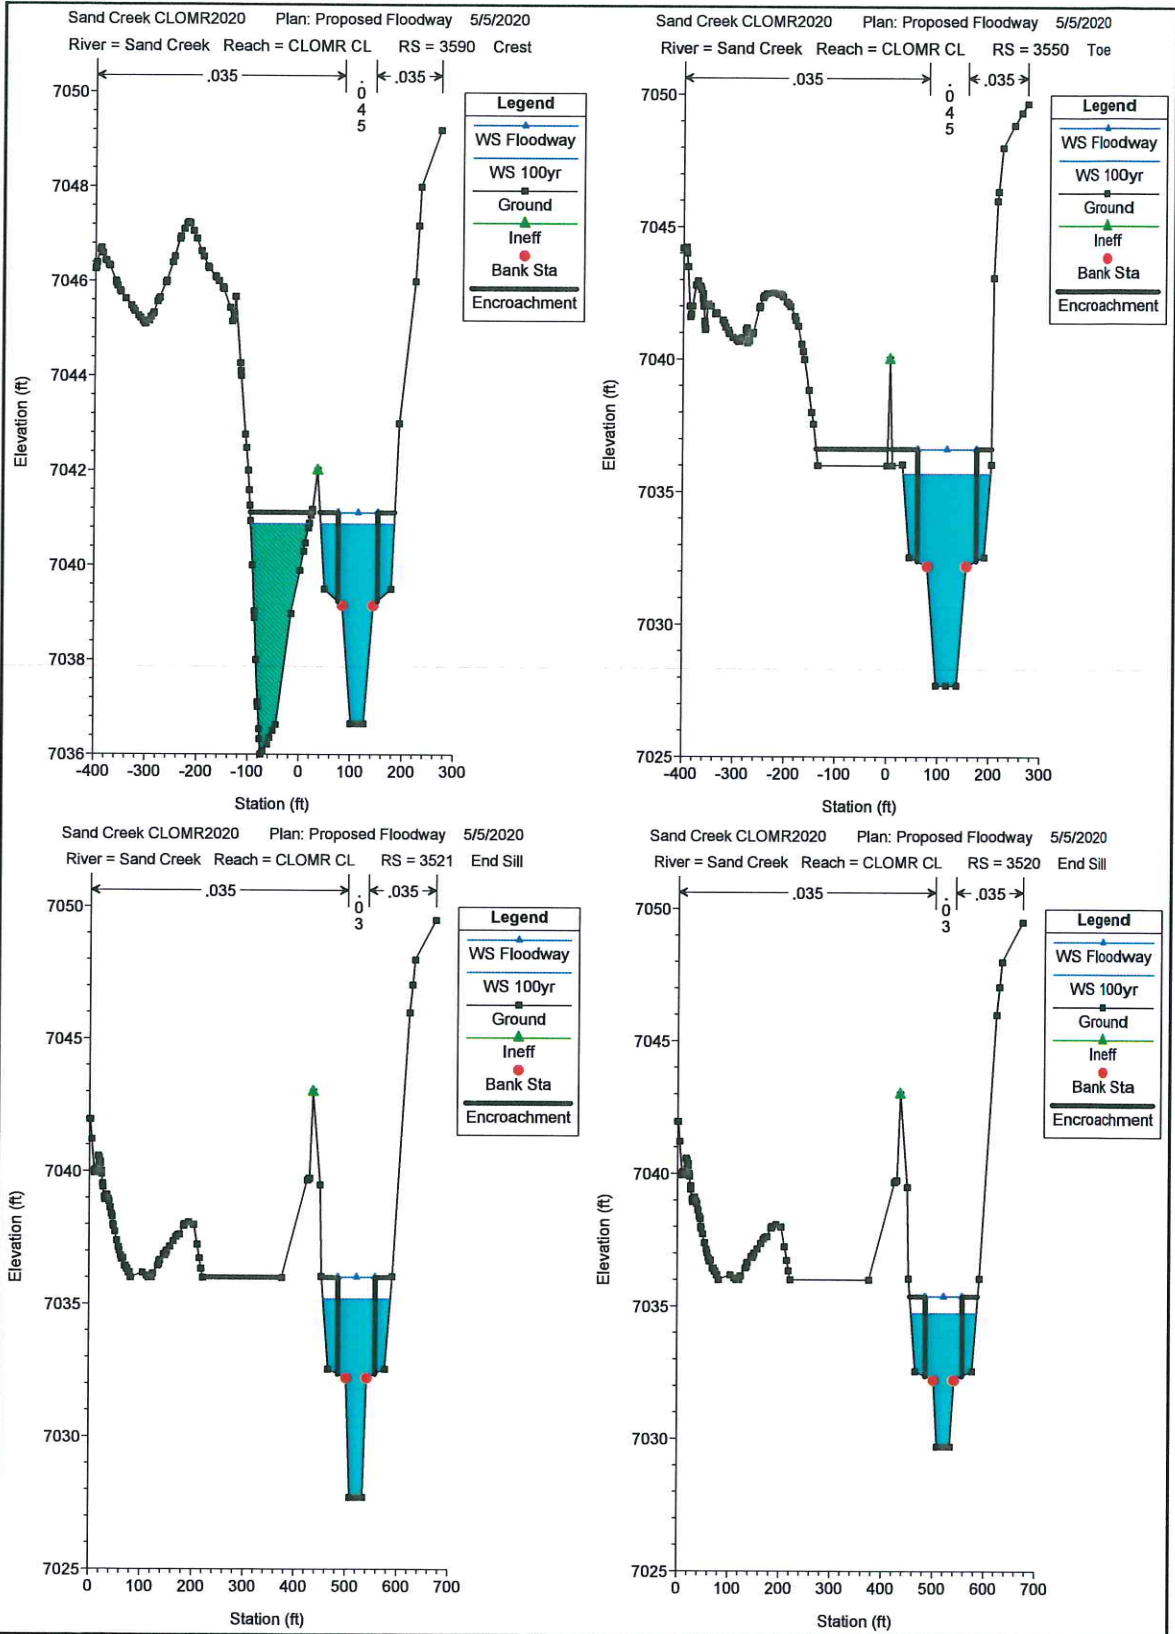 Sand Creek CLOMR2020 Plan: Proposed Floodway 5/5/2020
River = Sand Creek Reach = CLOMR CL RS = 3590 Crest
.035
.045
.035
Legend
WS Floodway
WS 100yr
Ground
Ineff
Bank Sta
Encroachment
Elevation (ft)
7050
7048
7046
7044
7042
7040
7038
7036
-400 -300 -200 -100 0 100 200 300
Station (ft)
Sand Creek CLOMR2020 Plan: Proposed Floodway 5/5/2020
River = Sand Creek Reach = CLOMR CL RS = 3550 Toe
.035
.045
.035
Legend
WS Floodway
WS 100yr
Ground
Ineff
Bank Sta
Encroachment
Elevation (ft)
7050
7045
7040
7035
7030
7025
-400 -300 -200 -100 0 100 200 300
Station (ft)
Sand Creek CLOMR2020 Plan: Proposed Floodway 5/5/2020
River = Sand Creek Reach = CLOMR CL RS = 3521 End Sill
.035
.03
.035
Legend
WS Floodway
WS 100yr
Ground
Ineff
Bank Sta
Encroachment
Elevation (ft)
7050
7045
7040
7035
7030
7025
0 100 200 300 400 500 600 700
Station (ft)
Sand Creek CLOMR2020 Plan: Proposed Floodway 5/5/2020
River = Sand Creek Reach = CLOMR CL RS = 3520 End Sill
.035
.03
.035
Legend
WS Floodway
WS 100yr
Ground
Ineff
Bank Sta
Encroachment
Elevation (ft)
7050
7045
7040
7035
7030
7025
0 100 200 300 400 500 600 700
Station (ft)